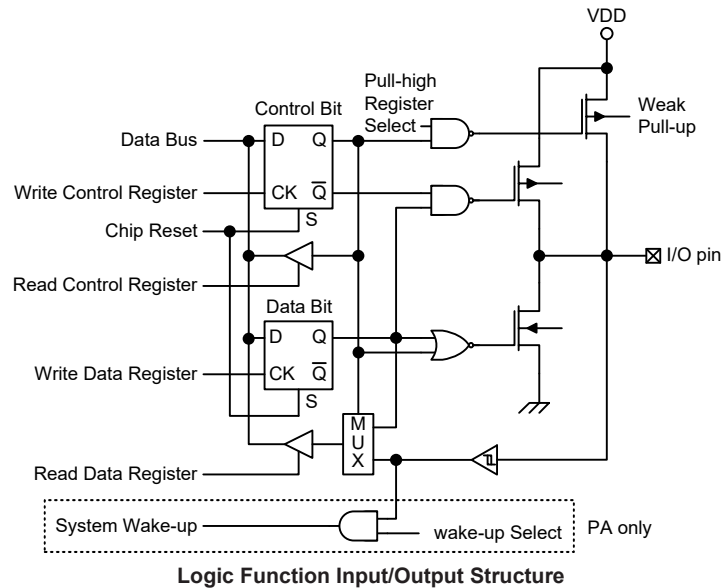 VDD
Pull-high
Register
Select
Weak
Pull-up
Control Bit
Data Bus
D
Q
Write Control Register
CK
Q̅
S
Chip Reset
I/O pin
Read Control Register
Data Bit
D
Q
Write Data Register
CK
Q̅
S
M
U
X
Read Data Register
System Wake-up
wake-up Select
PA only
Logic Function Input/Output Structure